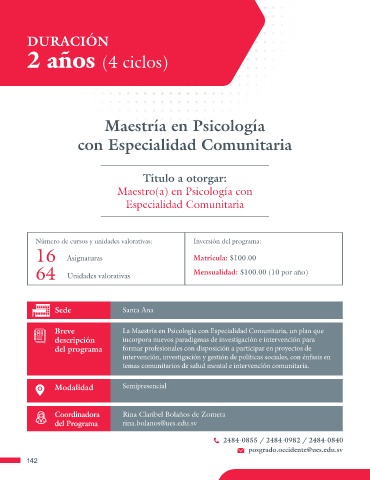 DURACIÓN
2 años (4 ciclos)
Maestría en Psicología
con Especialidad Comunitaria
Título a otorgar:
Maestro(a) en Psicología con
Especialidad Comunitaria
Número de cursos y unidades valorativas:
16 Asignaturas
64 Unidades valorativas
Inversión del programa:
Matrícula: $100.00
Mensualidad: $100.00 (10 por año)
Sede
Santa Ana
Breve
descripción
del programa
La Maestría en Psicología con Especialidad Comunitaria, un plan que
incorpora nuevos paradigmas de investigación e intervención para
formar profesionales con disposición a participar en proyectos de
intervención, investigación y gestión de políticas sociales, con énfasis en
temas comunitarios de salud mental e intervención comunitaria.
Modalidad
Semipresencial
Coordinadora
del Programa
Rina Claribel Bolaños de Zometa
rina.bolanos@ues.edu.sv
2484-0855 / 2484-0982 / 2484-0840
posgrado.occidente@ues.edu.sv
142